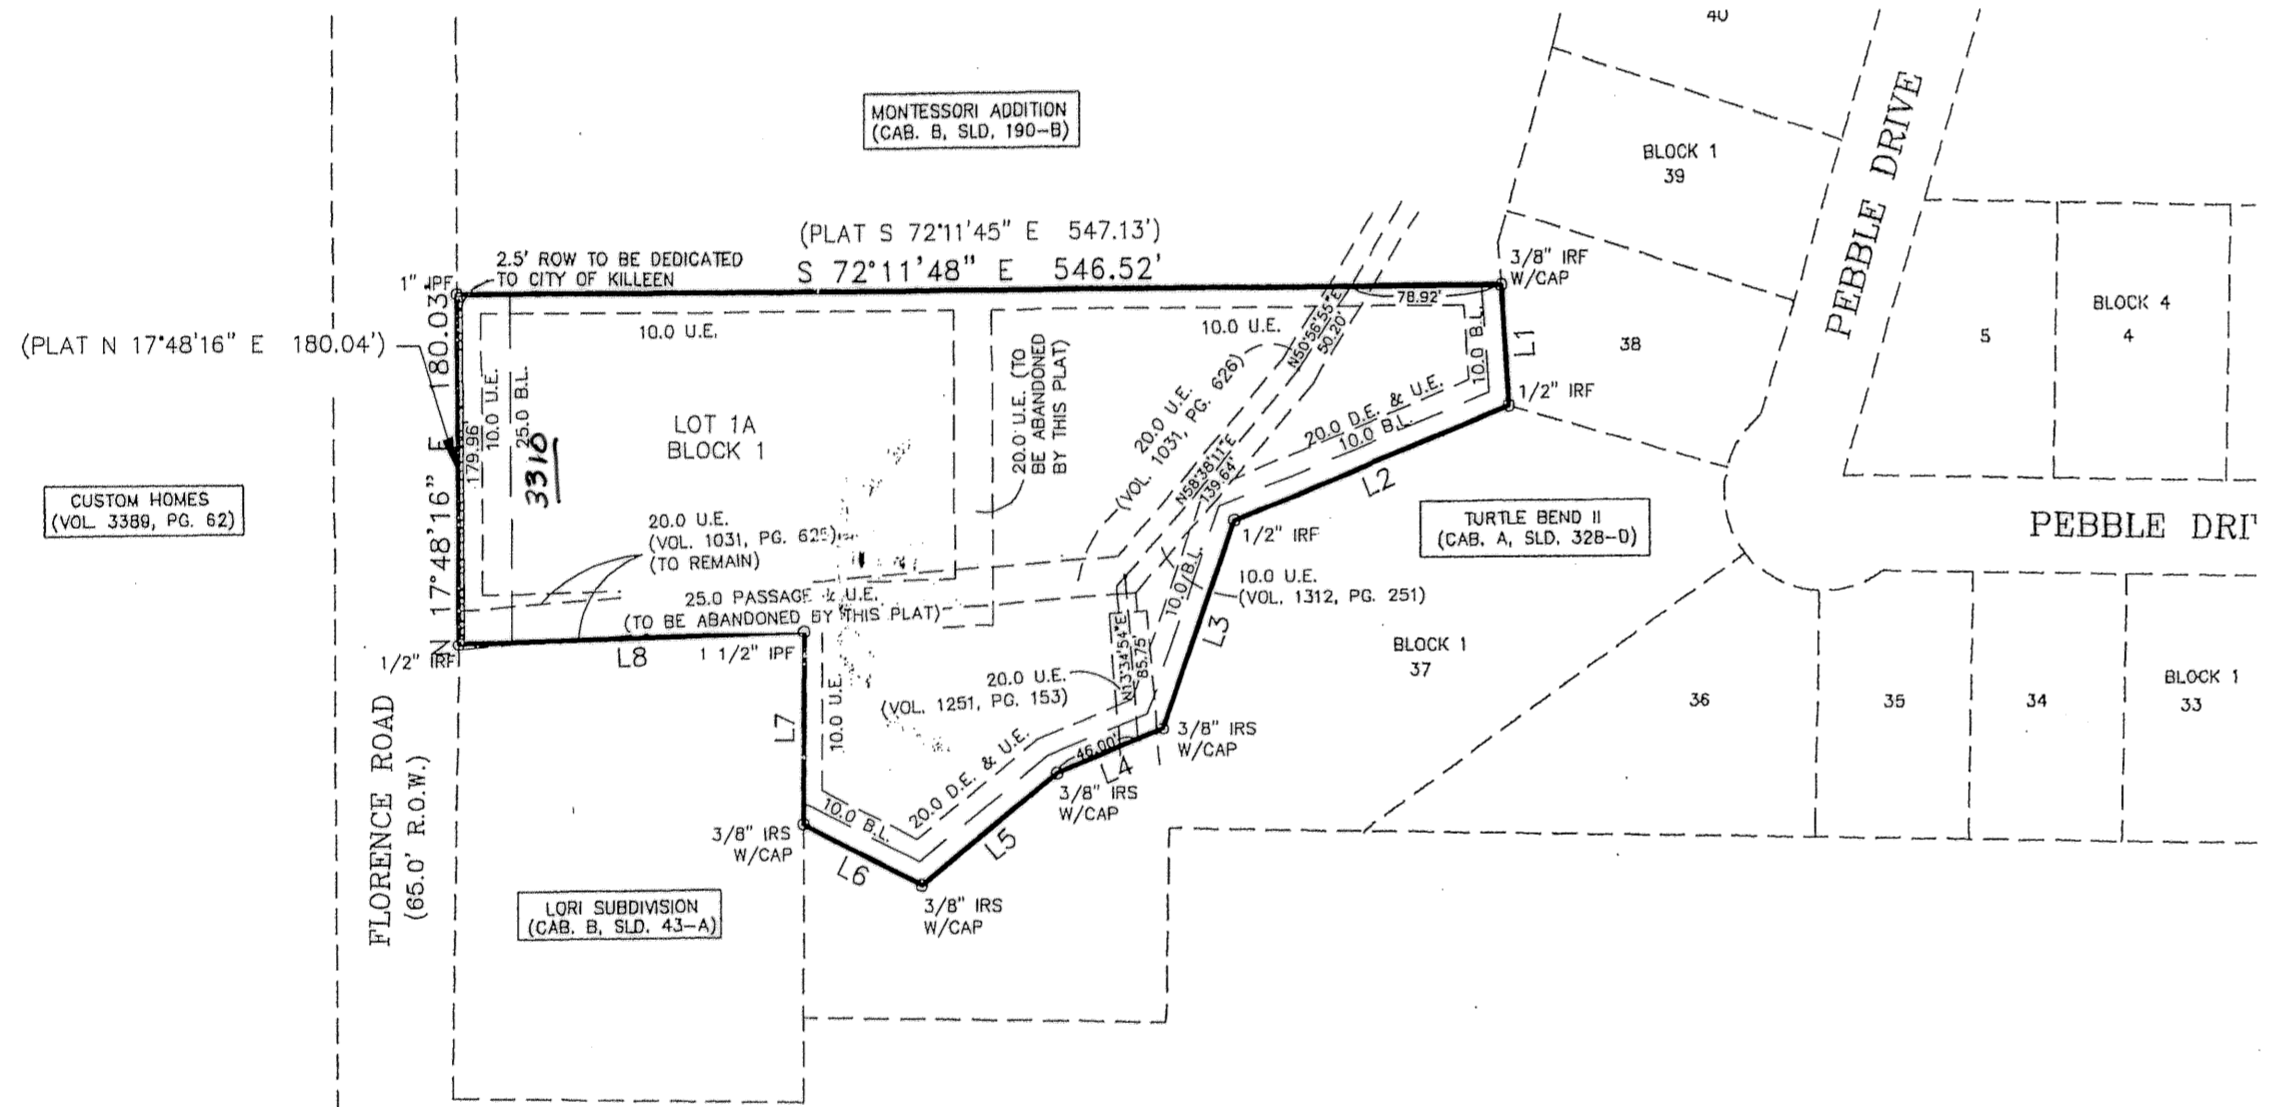 40
MONTESSORI ADDITION
(CAB. B, SLD. 190-B)
BLOCK 1
39
PEBBLE DRIVE
(PLAT S 72°11'45" E 547.13')
S 72°11'48" E 546.52'
2.5' ROW TO BE DEDICATED
TO CITY OF KILLEEN
1" IPF
3/8" IRF
W/CAP
78.92'
(PLAT N 17°48'16" E 180.04')
N 17°48'16" E 180.03'
179.96'
10.0 U.E.
25.0 B.L.
3310
10.0 U.E.
LOT 1A
BLOCK 1
20.0 U.E. (TO
BE ABANDONED
BY THIS PLAT)
10.0 U.E.
N50°56'55"E
50.20'
20.0 U.E.
(VOL. 1031, PG. 626)
N58°38'11"E
139.64'
20.0 D.E. & U.E.
10.0 B.L.
10.0 B.L.
L1
38
1/2" IRF
L2
BLOCK 4
5
4
CUSTOM HOMES
(VOL. 3389, PG. 62)
20.0 U.E.
(VOL. 1031, PG. 625)
(TO REMAIN)
25.0 PASSAGE & U.E.
(TO BE ABANDONED BY THIS PLAT)
1/2" IRF
TURTLE BEND II
(CAB. A, SLD. 328-D)
PEBBLE DRI
10.0 U.E.
(VOL. 1312, PG. 251)
10.0 B.L.
L3
N13°34'54"E
85.75'
1/2" IRF
L8
1 1/2" IPF
20.0 U.E.
(VOL. 1251, PG. 153)
BLOCK 1
37
36
35
34
BLOCK 1
33
L7
10.0 U.E.
20.0 D.E. & U.E.
10.0 B.L.
46.00'
L4
3/8" IRS
W/CAP
3/8" IRS
W/CAP
L5
3/8" IRS
W/CAP
L6
3/8" IRS
W/CAP
FLORENCE ROAD
(65.0' R.O.W.)
LORI SUBDIVISION
(CAB. B, SLD. 43-A)